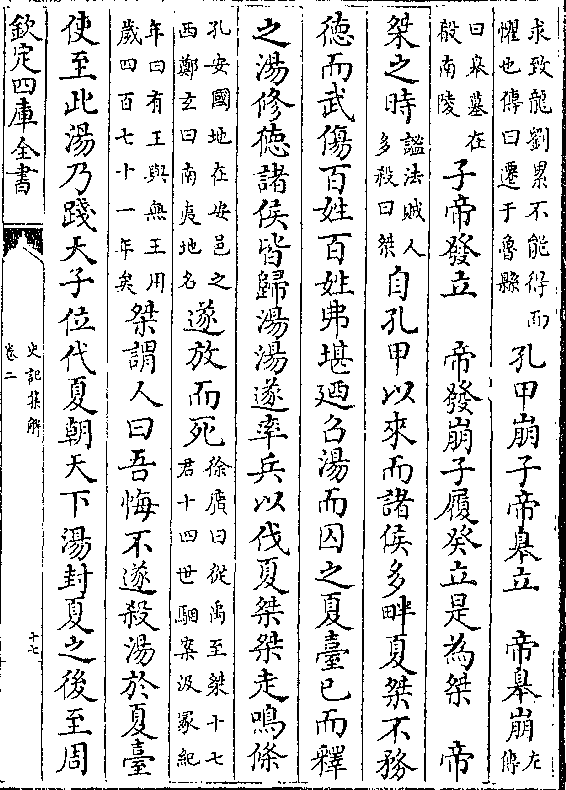 求致龍劉累不能得而
懼也傳曰遷于魯縣
孔甲崩子帝皋立　帝皋崩
左
傳
曰皋墓在
殽南陵
子帝發立　帝發崩子履癸立是為桀　帝
桀之時
謚法賊人
多殺曰桀
自孔甲以來而諸侯多畔夏桀不務
徳而武傷百姓百姓弗堪廼召湯而囚之夏臺已而釋
之湯修徳諸侯皆歸湯湯遂率兵以伐夏桀桀走鳴條
孔安國地在安邑之
西鄭玄曰南夷地名
遂放而死
徐廣曰從禹至桀十七
君十四世駰案汲冢紀
年曰有王與無王用
歲四百七十一年矣
桀謂人曰吾悔不遂殺湯於夏臺
使至此湯乃踐天子位代夏朝天下湯封夏之後至周
欽定四庫全書
史記集解
卷二
十七